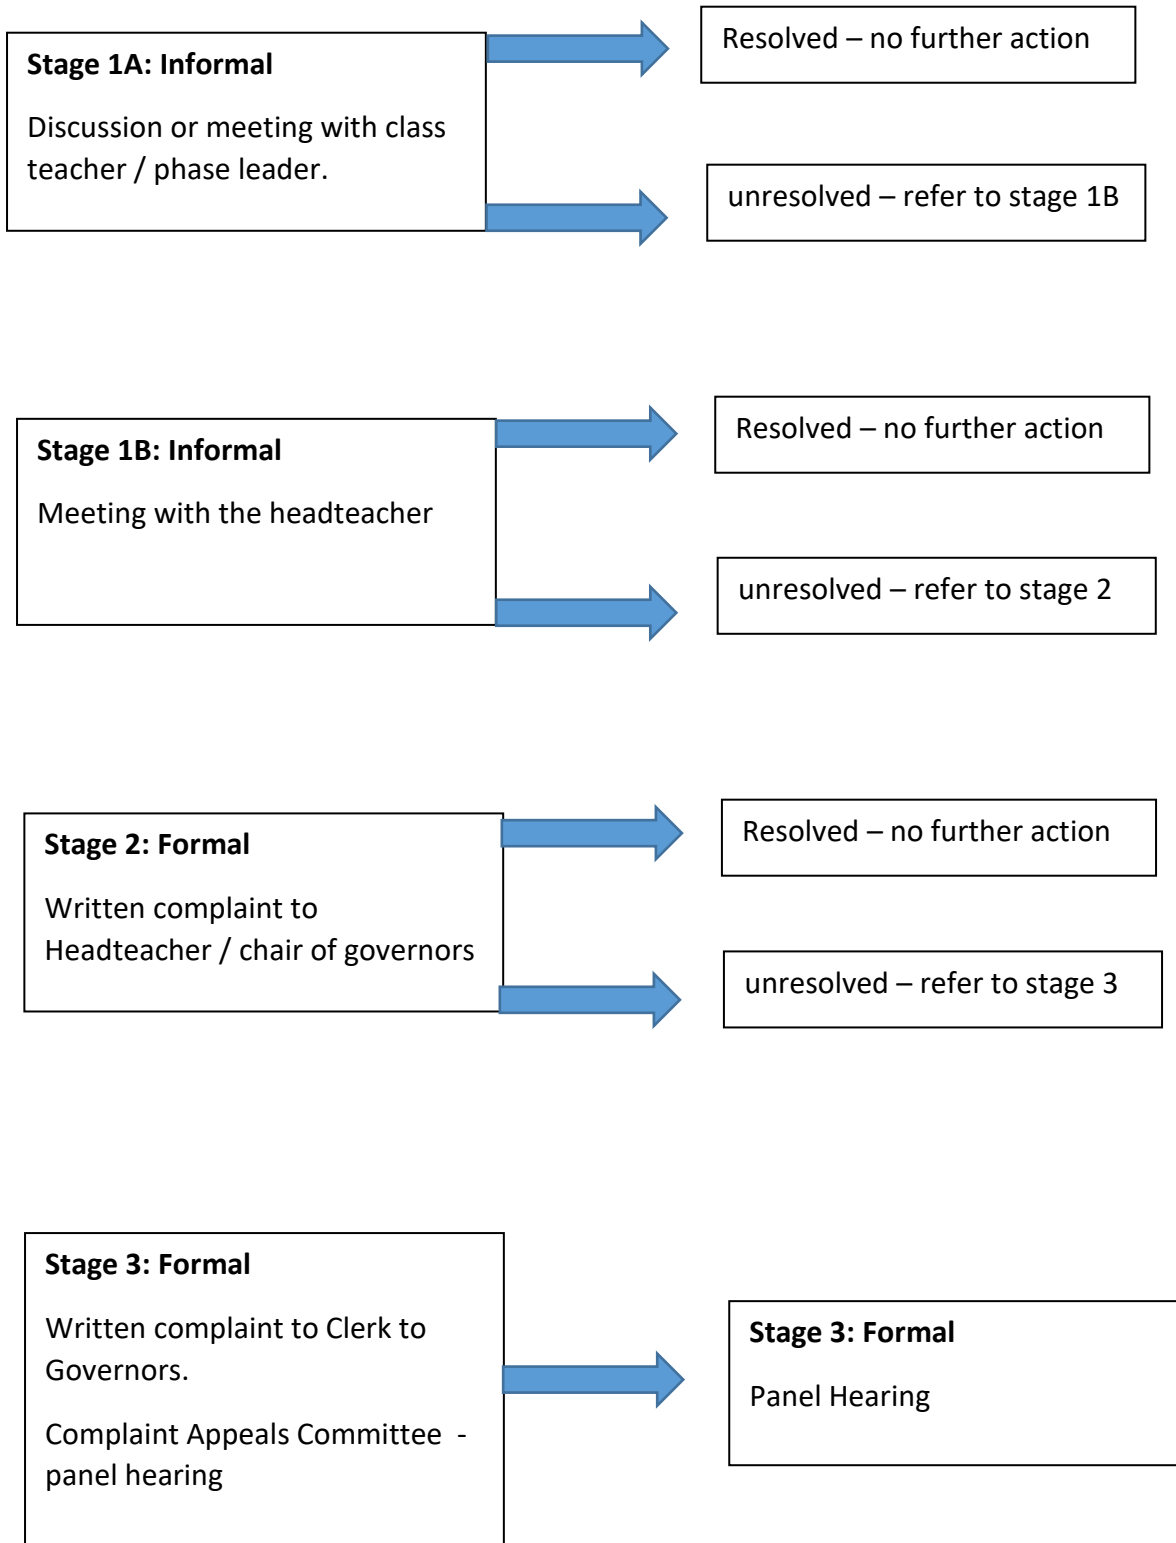 Stage 1A: Informal
Discussion or meeting with class
teacher / phase leader.
Resolved – no further action
unresolved – refer to stage 1B
Stage 1B: Informal
Meeting with the headteacher
Resolved – no further action
unresolved – refer to stage 2
Stage 2: Formal
Written complaint to
Headteacher / chair of governors
Resolved – no further action
unresolved – refer to stage 3
Stage 3: Formal
Written complaint to Clerk to
Governors.
Complaint Appeals Committee  -
panel hearing
Stage 3: Formal
Panel Hearing